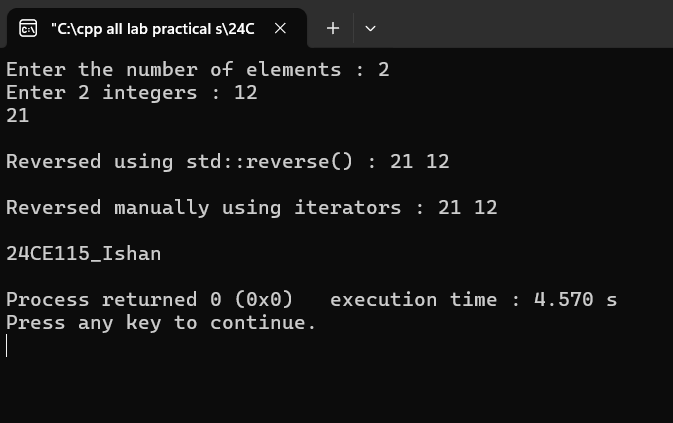 "C:\cpp all lab practical s\24C
Enter the number of elements : 2
Enter 2 integers : 12
21
Reversed using std::reverse() : 21 12
Reversed manually using iterators : 21 12
24CE115_Ishan
Process returned 0 (0x0)   execution time : 4.570 s
Press any key to continue.